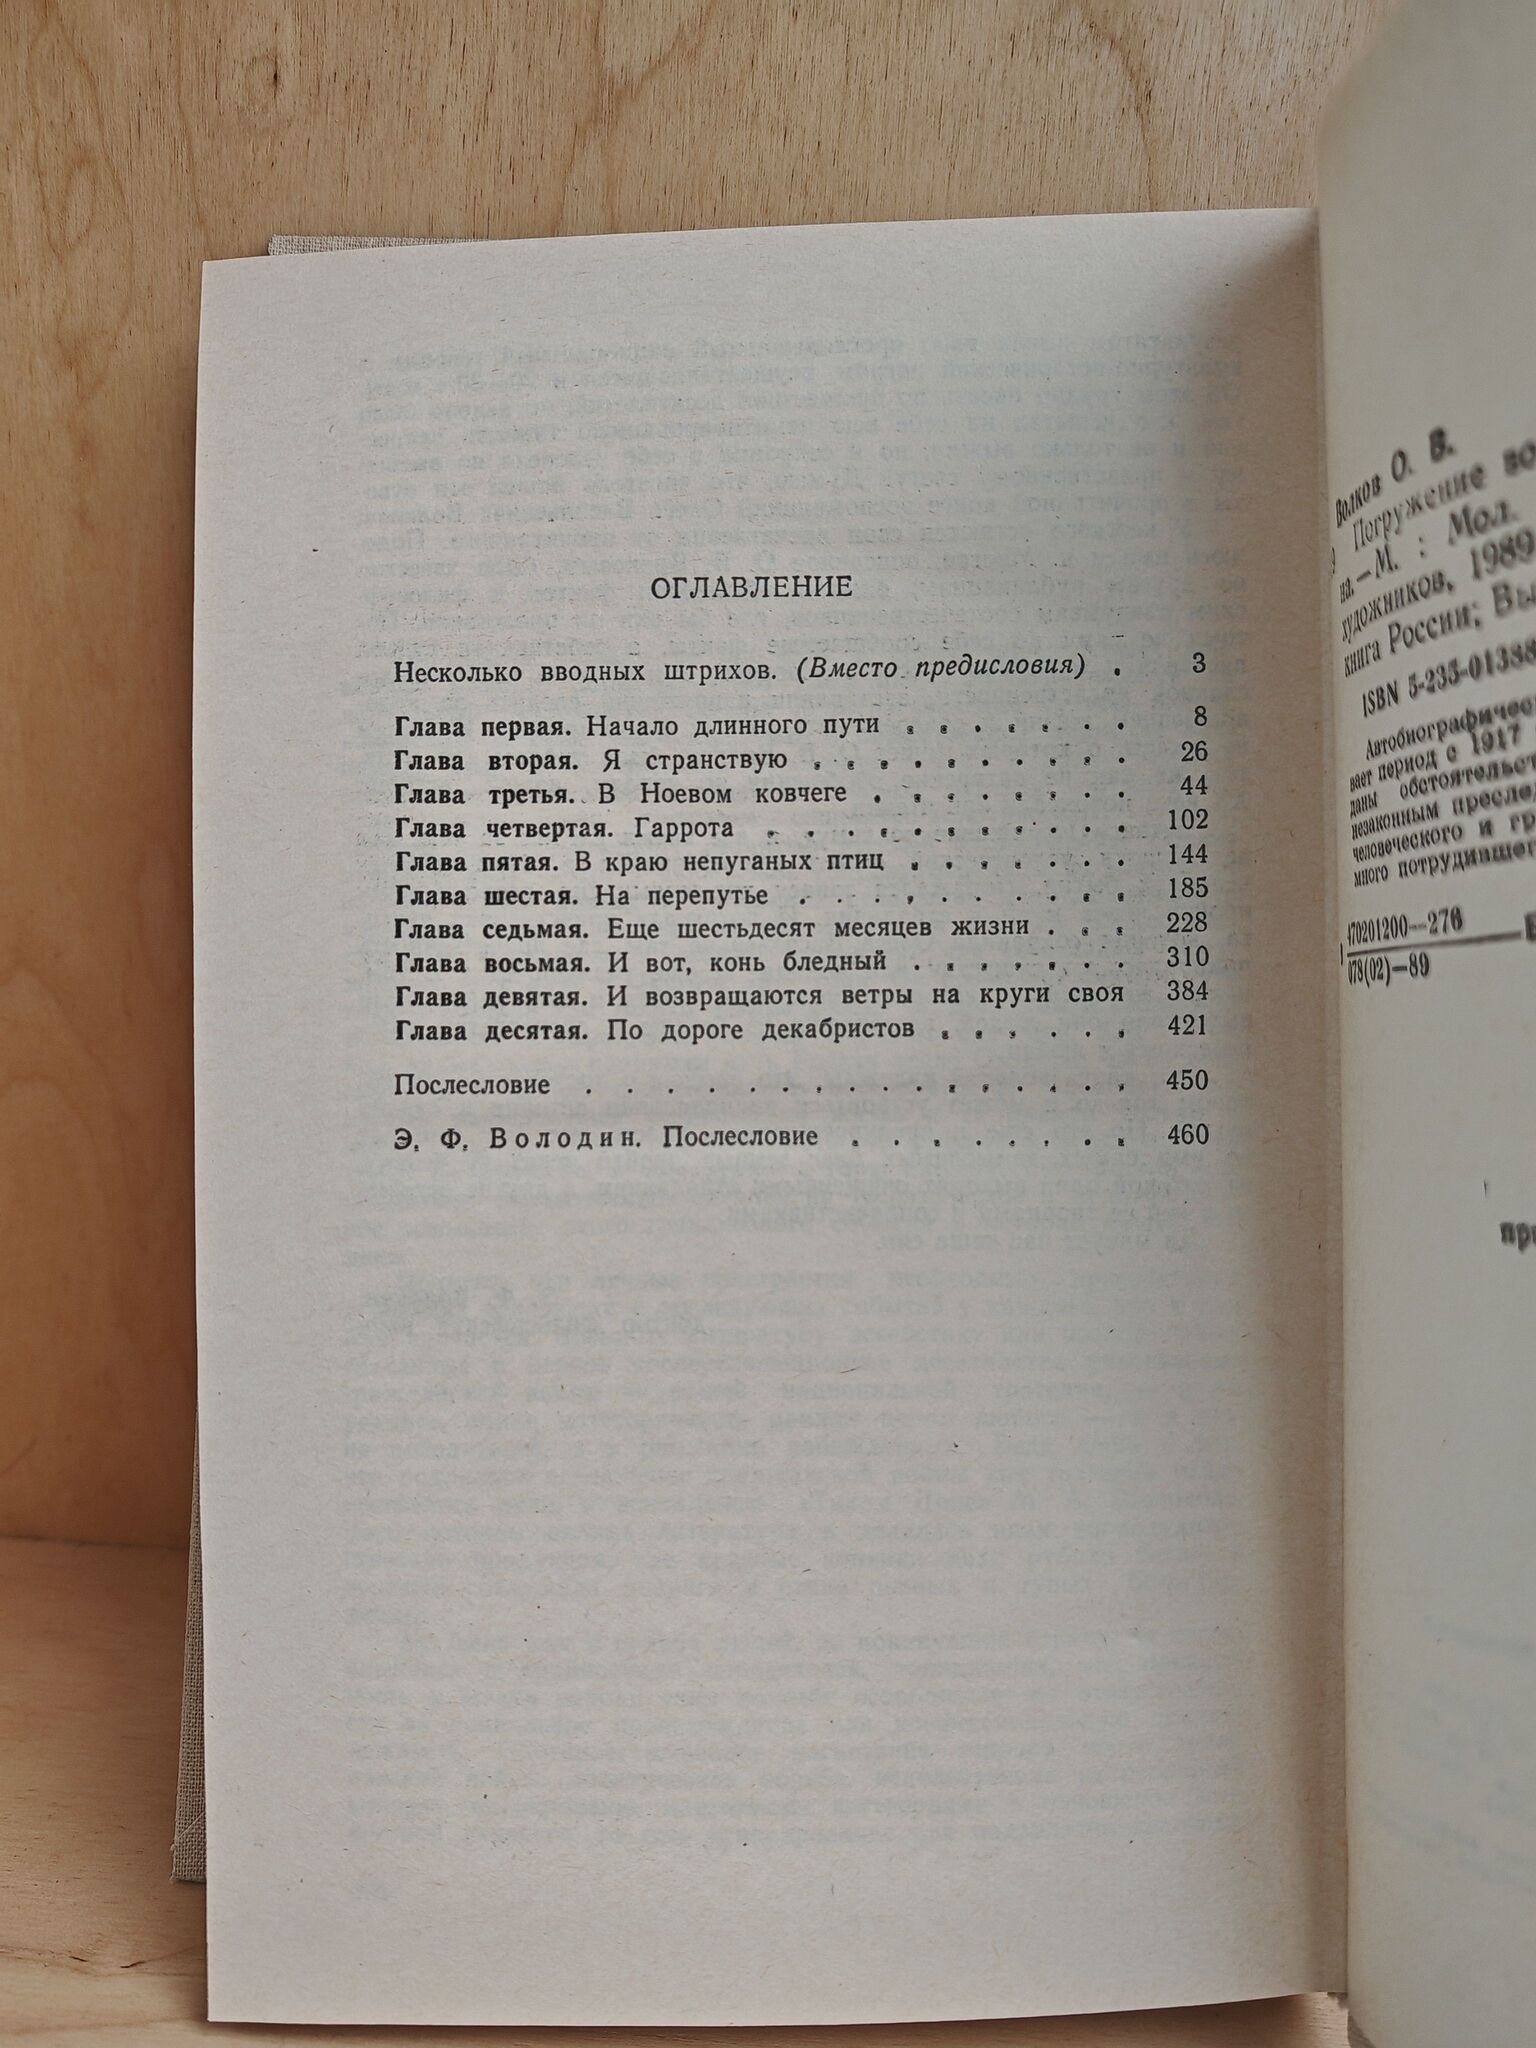 ОГЛАВЛЕНИЕ
Несколько вводных штрихов. (Вместо предисловия) . 3
Глава первая. Начало длинного пути . . . . . . . 8
Глава вторая. Я странствую . . . . . . . . . . 26
Глава третья. В Ноевом ковчеге . . . . . . . . 44
Глава четвертая. Гаррота . . . . . . . . . . . 102
Глава пятая. В краю непуганых птиц . . . . . . . 144
Глава шестая. На перепутье . . . . . . . . . . 185
Глава седьмая. Еще шестьдесят месяцев жизни . . . 228
Глава восьмая. И вот, конь бледный . . . . . . . 310
Глава девятая. И возвращаются ветры на круги своя 384
Глава десятая. По дороге декабристов . . . . . . 421
Послесловие . . . . . . . . . . . . . . . . . 450
Э. Ф. Володин. Послесловие . . . . . . . . 460
Волков О. В.
Погружение во
на.—М. : Мол.
художников, 1989
книга России; Вы
ISBN 5-235-01388
Автобиографичес
вает период с 1917
даны обстоятельст
незаконным преслед
человеческого и гр
много потрудившег
470201200—276
078(02)—89
при